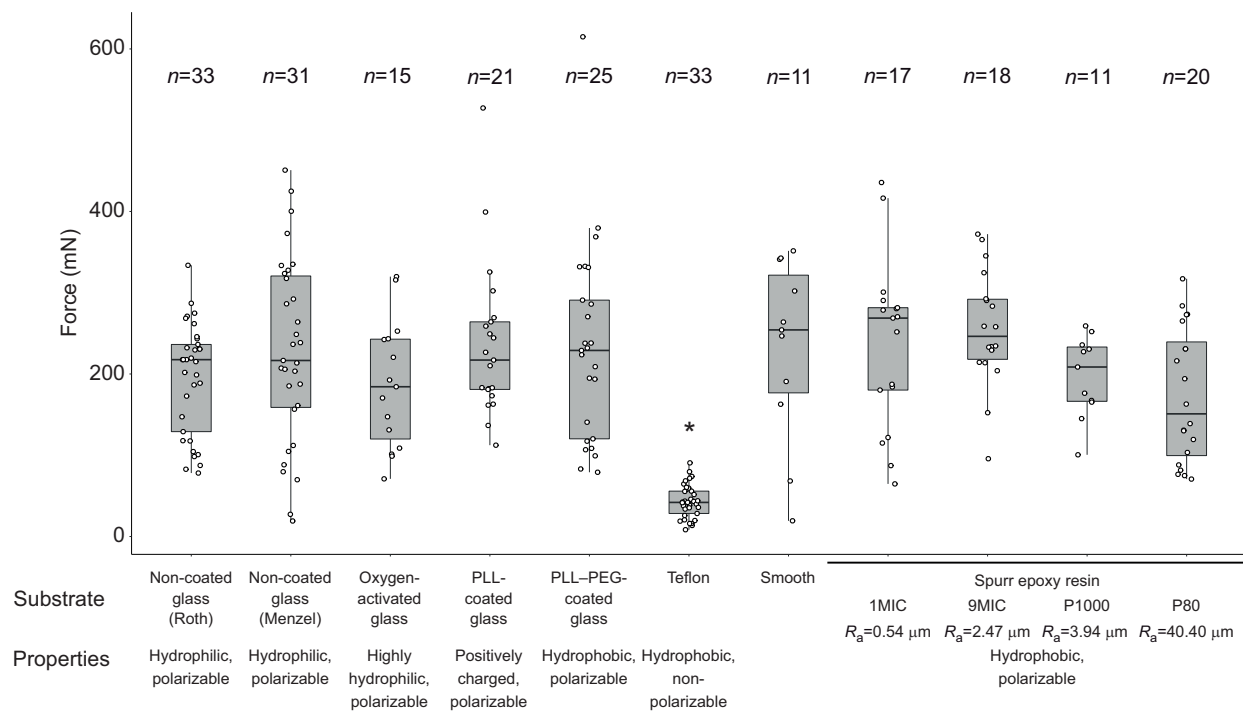 600
n=33 n=31 n=15 n=21 n=25 n=33 n=11 n=17 n=18 n=11 n=20
400
Force (mN)
200
*
0
Substrate
Non-coated glass (Roth)
Non-coated glass (Menzel)
Oxygen-activated glass
PLL-coated glass
PLL–PEG-coated glass
Teflon
Smooth
Spurr epoxy resin
1MIC 9MIC P1000 P80
Ra=0.54 μm Ra=2.47 μm Ra=3.94 μm Ra=40.40 μm
Properties
Hydrophilic, polarizable
Hydrophilic, polarizable
Highly hydrophilic, polarizable
Positively charged, polarizable
Hydrophobic, polarizable
Hydrophobic, non-polarizable
Hydrophobic, polarizable